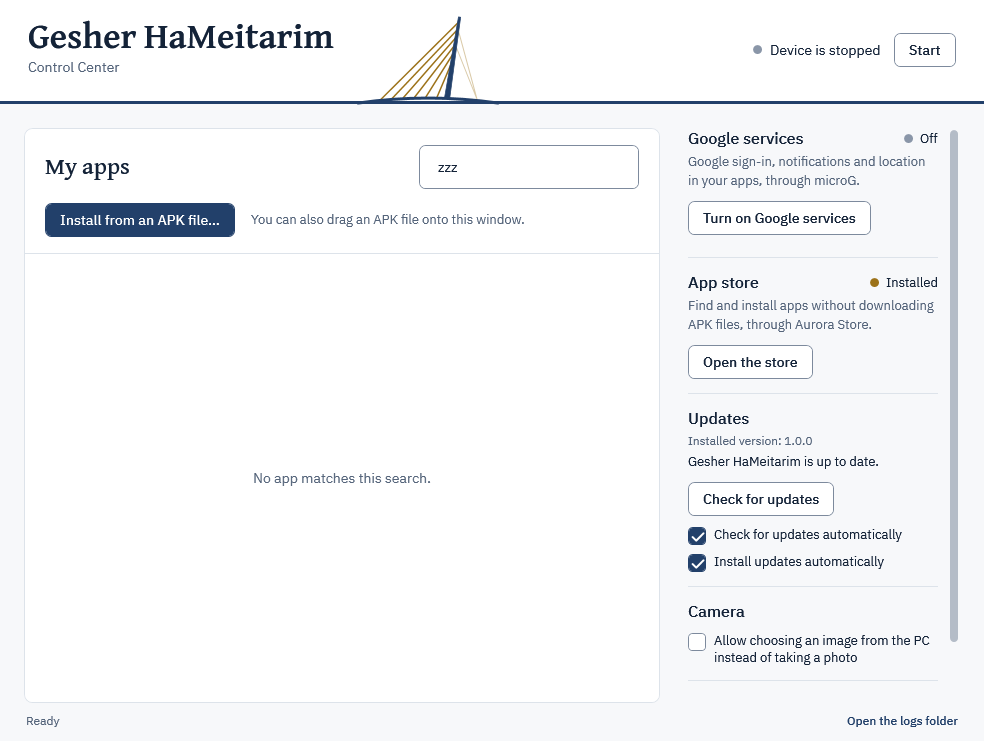 Gesher HaMeitarim
Control Center
Device is stopped
Start
My apps
zzz
Install from an APK file...
You can also drag an APK file onto this window.
No app matches this search.
Google services
Off
Google sign-in, notifications and location
in your apps, through microG.
Turn on Google services
App store
Installed
Find and install apps without downloading
APK files, through Aurora Store.
Open the store
Updates
Installed version: 1.0.0
Gesher HaMeitarim is up to date.
Check for updates
Check for updates automatically
Install updates automatically
Camera
Allow choosing an image from the PC
instead of taking a photo
Ready
Open the logs folder